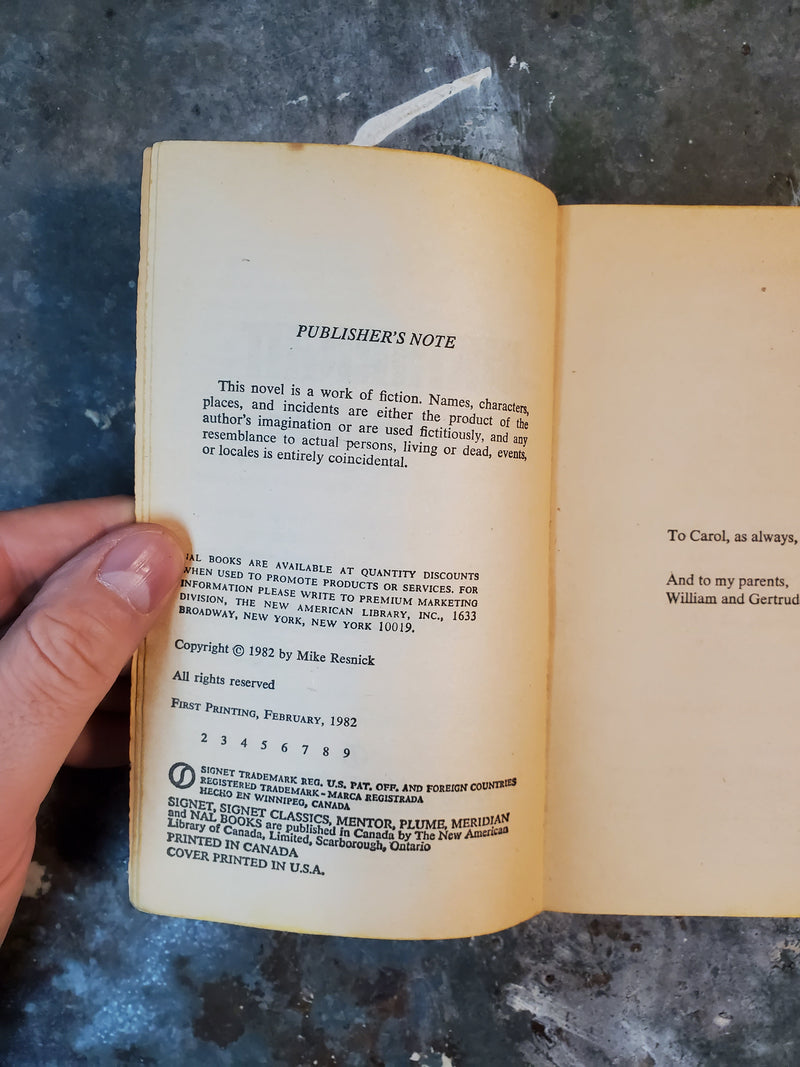 PUBLISHER'S NOTE
This novel is a work of fiction. Names, characters,
places, and incidents are either the product of the
author's imagination or are used fictitiously, and any
resemblance to actual persons, living or dead, events,
or locales is entirely coincidental.
NAL BOOKS ARE AVAILABLE AT QUANTITY DISCOUNTS
WHEN USED TO PROMOTE PRODUCTS OR SERVICES. FOR
INFORMATION PLEASE WRITE TO PREMIUM MARKETING
DIVISION, THE NEW AMERICAN LIBRARY, INC., 1633
BROADWAY, NEW YORK, NEW YORK 10019.
Copyright © 1982 by Mike Resnick
All rights reserved
FIRST PRINTING, FEBRUARY, 1982
2 3 4 5 6 7 8 9
SIGNET TRADEMARK REG. U.S. PAT. OFF. AND FOREIGN COUNTRIES
REGISTERED TRADEMARK - MARCA REGISTRADA
HECHO EN WINNIPEG, CANADA
SIGNET, SIGNET CLASSICS, MENTOR, PLUME, MERIDIAN
and NAL BOOKS are published in Canada by The New American
Library of Canada, Limited, Scarborough, Ontario
PRINTED IN CANADA
COVER PRINTED IN U.S.A.
To Carol, as always,
And to my parents,
William and Gertrud